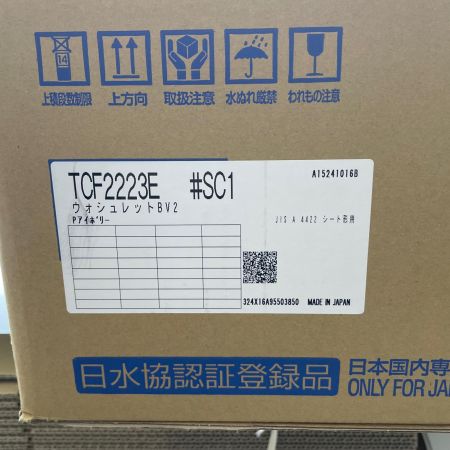 14
上積段数制限 上方向 取扱注意 水ぬれ厳禁 われもの注意
TCF2223E #SC1 A15241016B
ウォシュレットBV2
Pアイボリー JIS A 4422 シート形用
324X16A95503850 MADE IN JAPAN
日水協認証登録品 日本国内専
ONLY FOR JA